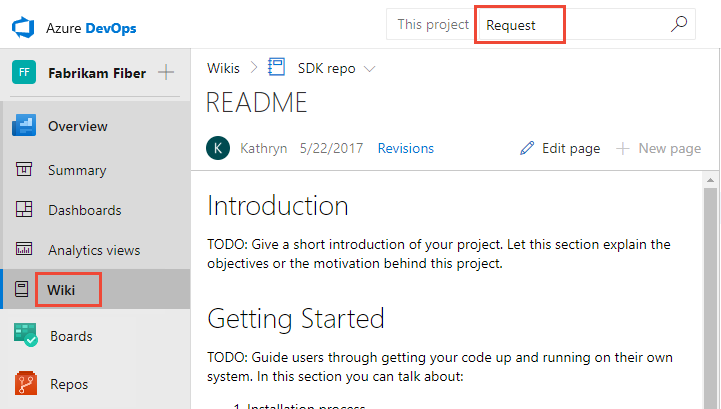 Azure DevOps
This project
Request
FF
Fabrikam Fiber
Overview
Summary
Dashboards
Analytics views
Wiki
Boards
Repos
Wikis
SDK repo
README
K
Kathryn 5/22/2017 Revisions
Edit page
New page
Introduction
TODO: Give a short introduction of your project. Let this section explain the
objectives or the motivation behind this project.
Getting Started
TODO: Guide users through getting your code up and running on their own
system. In this section you can talk about:
1. Installation process